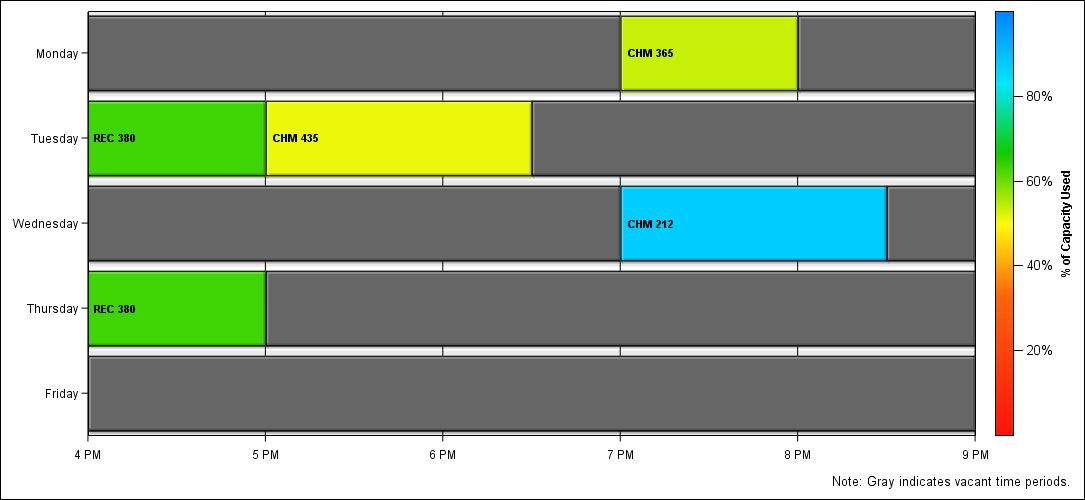 Monday
CHM 365
80%
Tuesday
REC 380
CHM 435
60%
% of Capacity Used
Wednesday
CHM 212
40%
Thursday
REC 380
20%
Friday
4 PM 5 PM 6 PM 7 PM 8 PM 9 PM
Note: Gray indicates vacant time periods.